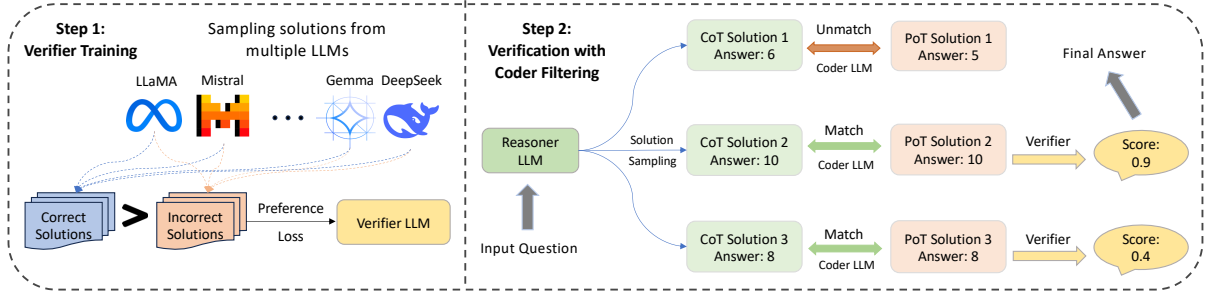 Step 1:
Verifier Training
Sampling solutions from
multiple LLMs
LLaMA
Mistral
Gemma
DeepSeek
Correct
Solutions
>
Incorrect
Solutions
Preference
Loss
Verifier LLM
Step 2:
Verification with
Coder Filtering
Reasoner
LLM
Input Question
Solution
Sampling
CoT Solution 1
Answer: 6
Unmatch
Coder LLM
PoT Solution 1
Answer: 5
CoT Solution 2
Answer: 10
Match
Coder LLM
PoT Solution 2
Answer: 10
Verifier
Score:
0.9
Final Answer
CoT Solution 3
Answer: 8
Match
Coder LLM
PoT Solution 3
Answer: 8
Verifier
Score:
0.4